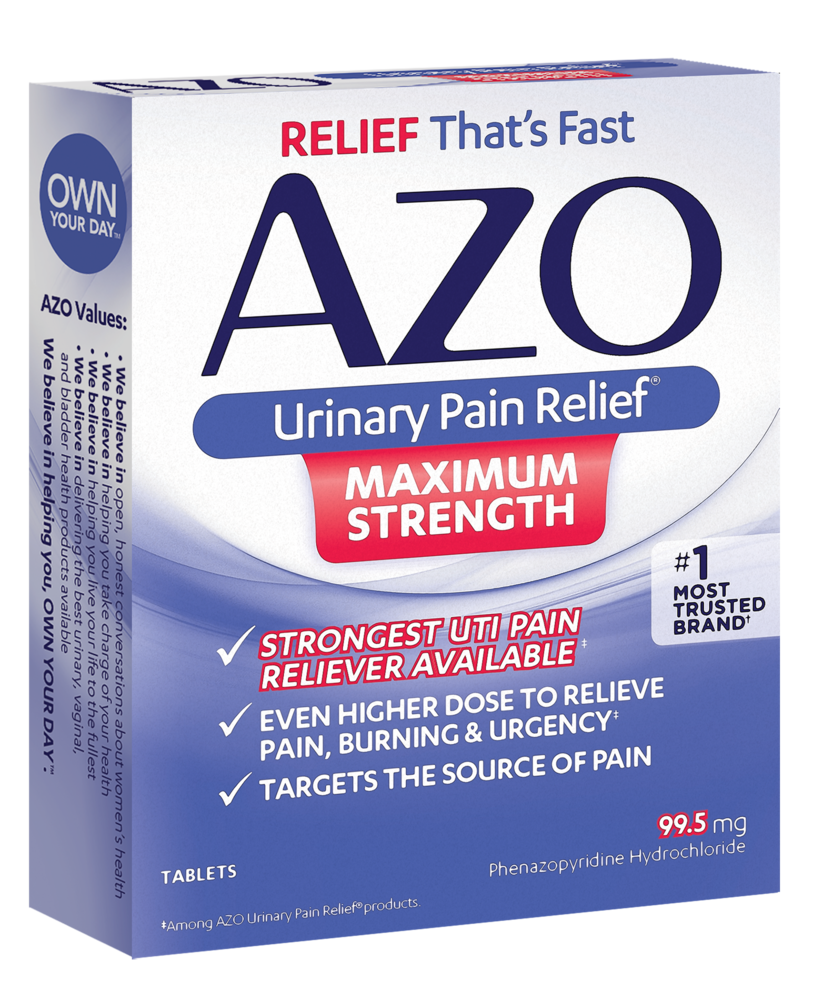 AZO
RELIEF That's Fast
AZO
Urinary Pain Relief®
MAXIMUM
STRENGTH
#1
MOST
TRUSTED
BRAND†
✓ STRONGEST UTI PAIN
RELIEVER AVAILABLE‡
✓ EVEN HIGHER DOSE TO RELIEVE
PAIN, BURNING & URGENCY‡
✓ TARGETS THE SOURCE OF PAIN
99.5 mg
Phenazopyridine Hydrochloride
TABLETS
‡Among AZO Urinary Pain Relief® products.
OWN
YOUR DAY™
AZO Values:
• We believe in open, honest conversations about women's health
• We believe in helping you take charge of your health
• We believe in helping you live your life to the fullest
• We believe in delivering the best urinary, vaginal,
and bladder health products available
We believe in helping you, OWN YOUR DAY™.